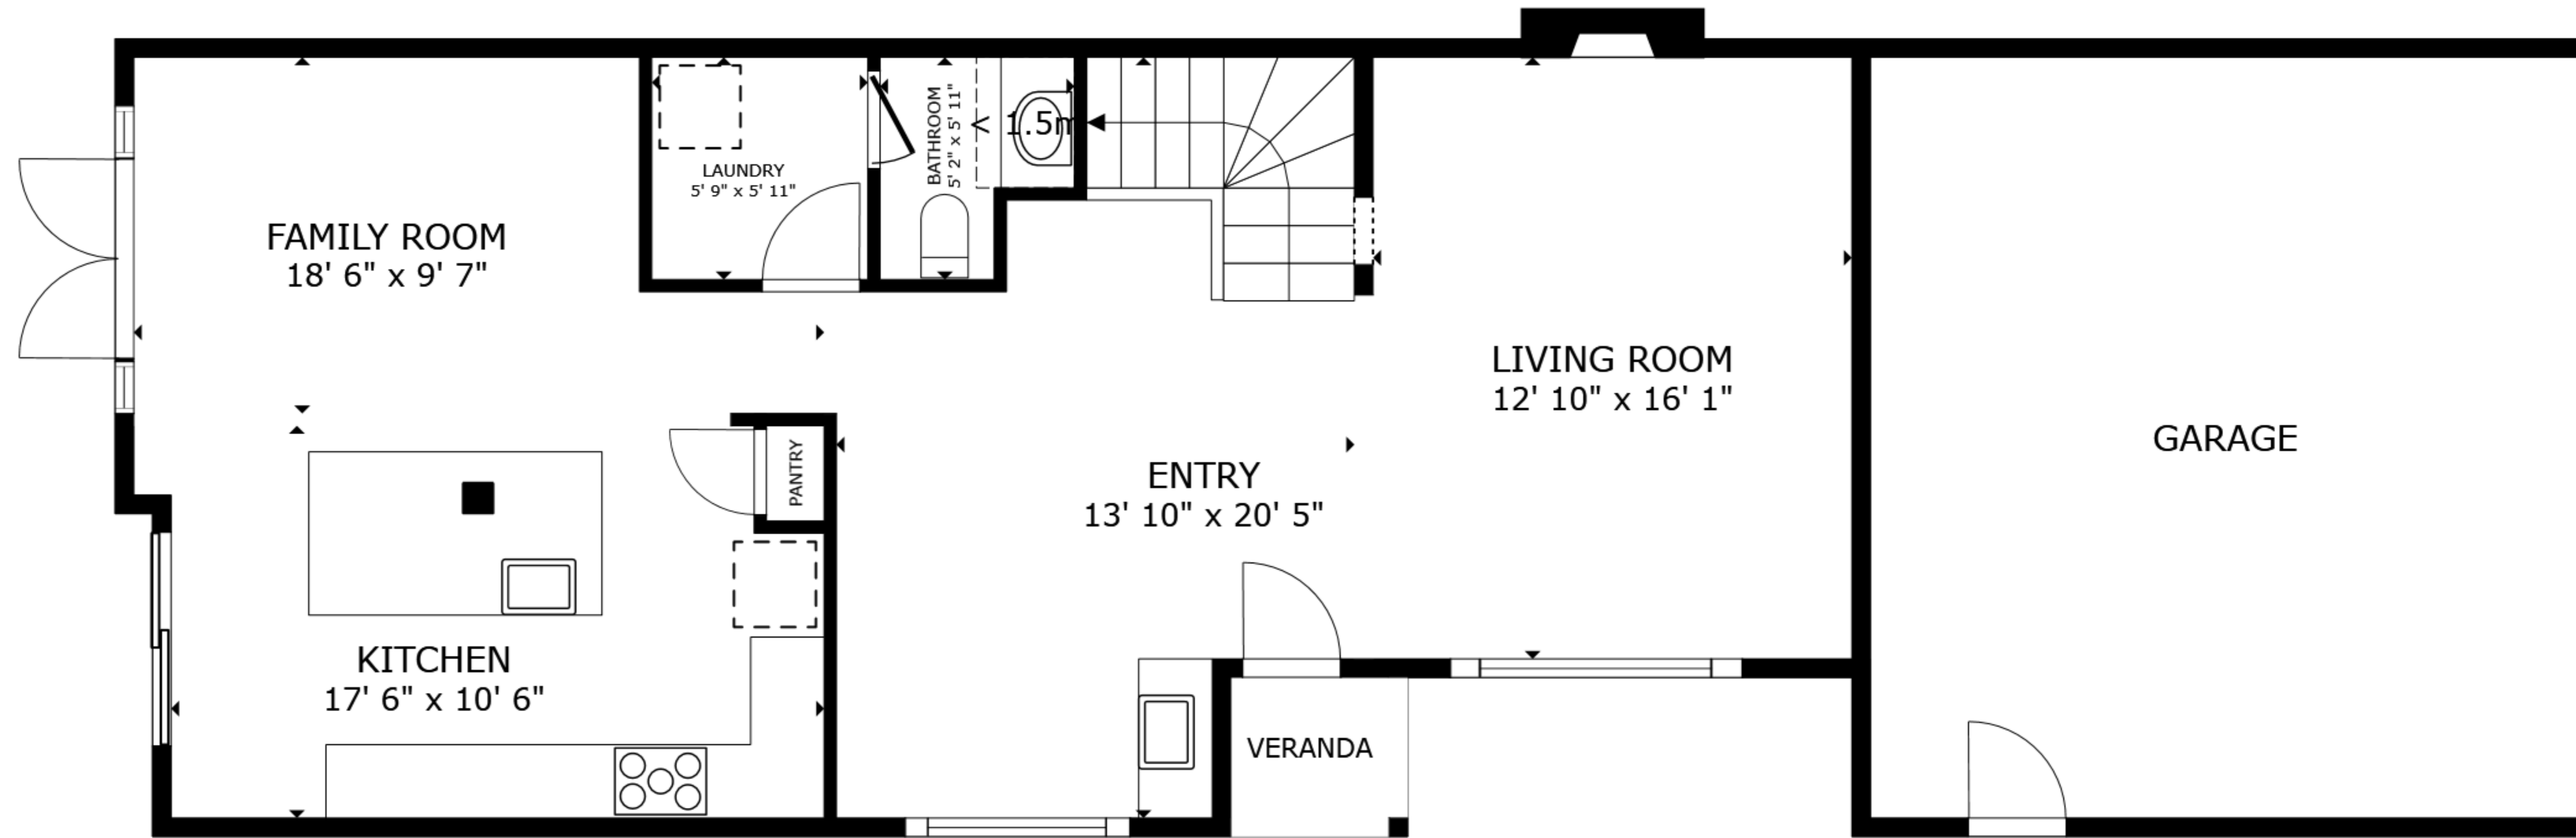 FAMILY ROOM
18' 6" x 9' 7"
LAUNDRY
5' 9" x 5' 11"
BATHROOM
5' 2" x 5' 11"
< 1.5m
LIVING ROOM
12' 10" x 16' 1"
GARAGE
PANTRY
ENTRY
13' 10" x 20' 5"
KITCHEN
17' 6" x 10' 6"
VERANDA